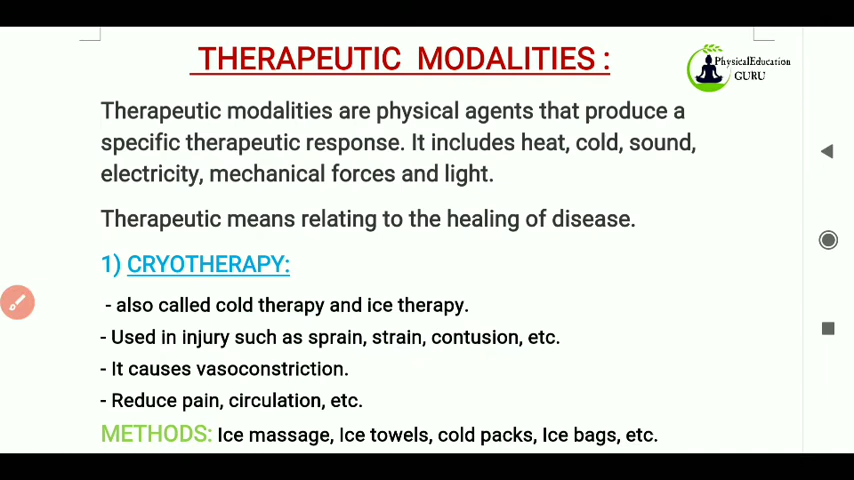 THERAPEUTIC MODALITIES :
PhysicalEducation
GURU
Therapeutic modalities are physical agents that produce a
specific therapeutic response. It includes heat, cold, sound,
electricity, mechanical forces and light.
Therapeutic means relating to the healing of disease.
1) CRYOTHERAPY:
- also called cold therapy and ice therapy.
- Used in injury such as sprain, strain, contusion, etc.
- It causes vasoconstriction.
- Reduce pain, circulation, etc.
METHODS: Ice massage, Ice towels, cold packs, Ice bags, etc.